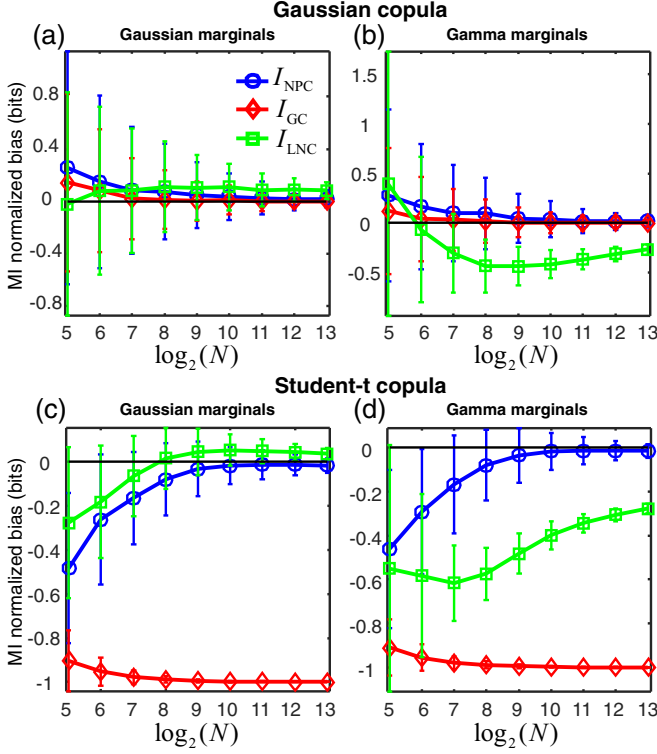 Gaussian copula
(a) Gaussian marginals
(b) Gamma marginals
MI normalized bias (bits)
0.8
0.4
0
-0.4
-0.8
I_NPC
I_GC
I_LNC
5 6 7 8 9 10 11 12 13
log₂(N)
1.5
1
0.5
0
-0.5
5 6 7 8 9 10 11 12 13
log₂(N)
Student-t copula
(c) Gaussian marginals
(d) Gamma marginals
MI normalized bias (bits)
0
-0.2
-0.4
-0.6
-0.8
-1
5 6 7 8 9 10 11 12 13
log₂(N)
0
-0.2
-0.4
-0.6
-0.8
-1
5 6 7 8 9 10 11 12 13
log₂(N)